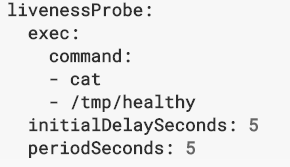 livenessProbe:
  exec:
    command:
    - cat
    - /tmp/healthy
  initialDelaySeconds: 5
  periodSeconds: 5